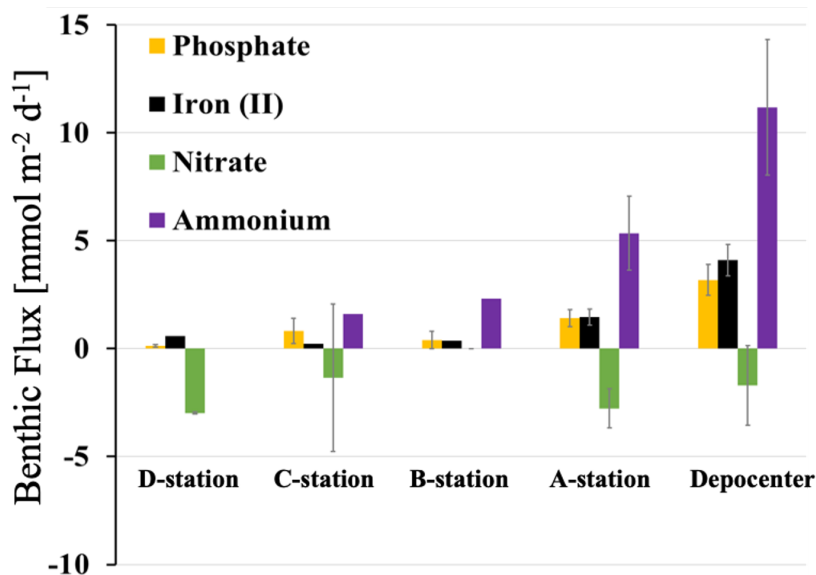 15
10
5
0
-5
-10
Benthic Flux [mmol m⁻² d⁻¹]
Phosphate
Iron (II)
Nitrate
Ammonium
D-station C-station B-station A-station Depocenter